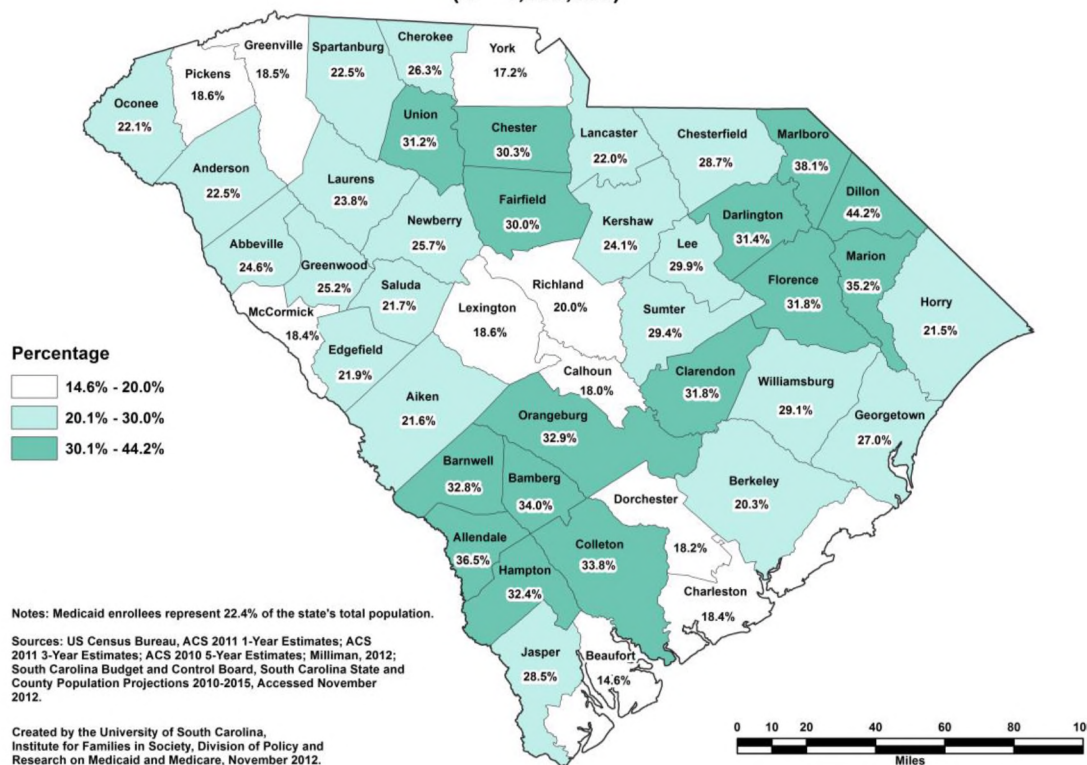 Greenville
18.5%
Spartanburg
22.5%
Cherokee
26.3%
York
17.2%
Pickens
18.6%
Oconee
22.1%
Union
31.2%
Chester
30.3%
Lancaster
22.0%
Chesterfield
28.7%
Marlboro
38.1%
Anderson
22.5%
Laurens
23.8%
Fairfield
30.0%
Dillon
44.2%
Newberry
25.7%
Kershaw
24.1%
Darlington
31.4%
Lee
29.9%
Marion
35.2%
Abbeville
24.6%
Greenwood
25.2%
Saluda
21.7%
Richland
20.0%
Florence
31.8%
Horry
21.5%
McCormick
18.4%
Lexington
18.6%
Sumter
29.4%
Edgefield
21.9%
Calhoun
18.0%
Clarendon
31.8%
Williamsburg
29.1%
Georgetown
27.0%
Aiken
21.6%
Orangeburg
32.9%
Barnwell
32.8%
Bamberg
34.0%
Berkeley
20.3%
Dorchester
18.2%
Allendale
36.5%
Colleton
33.8%
Hampton
32.4%
Charleston
18.4%
Jasper
28.5%
Beaufort
14.6%
Percentage
14.6% - 20.0%
20.1% - 30.0%
30.1% - 44.2%
Notes: Medicaid enrollees represent 22.4% of the state's total population.
Sources: US Census Bureau, ACS 2011 1-Year Estimates; ACS
2011 3-Year Estimates; ACS 2010 5-Year Estimates; Milliman, 2012;
South Carolina Budget and Control Board, South Carolina State and
County Population Projections 2010-2015, Accessed November
2012.
Created by the University of South Carolina,
Institute for Families in Society, Division of Policy and
Research on Medicaid and Medicare, November 2012.
0 20 40 60 80 10
Miles